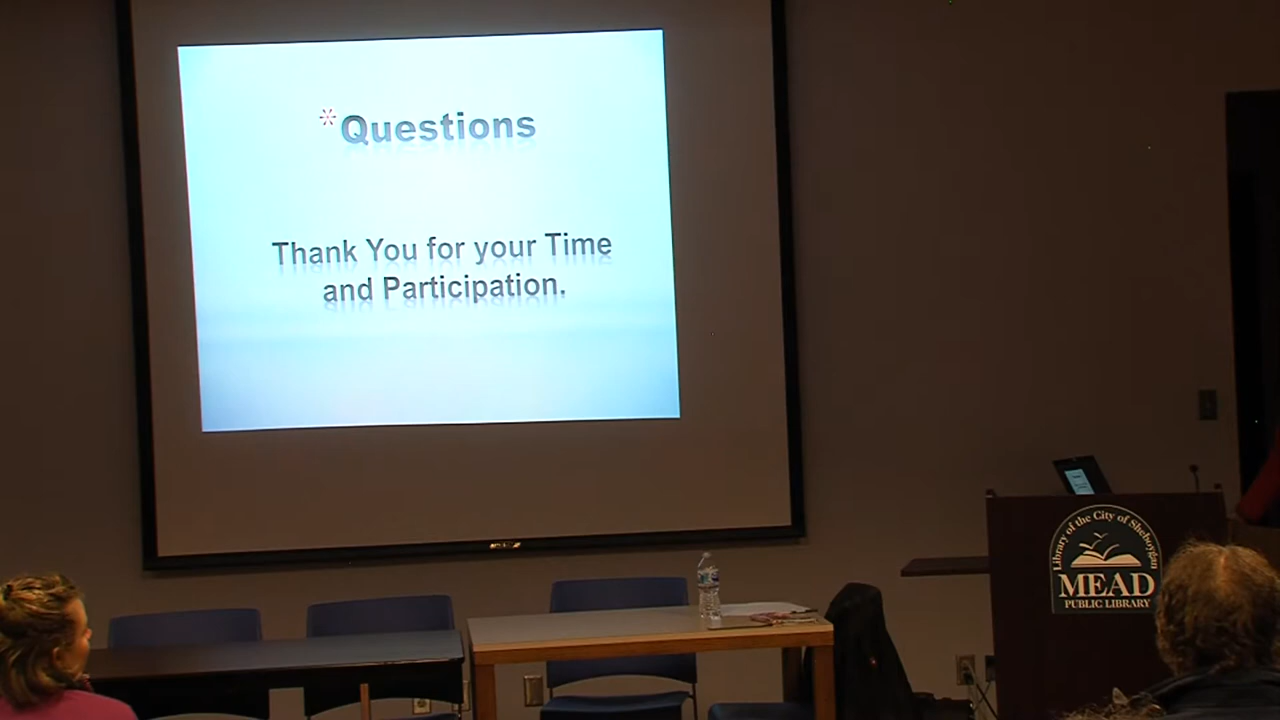 *Questions
Thank You for your Time
and Participation.
Library of the City of Sheboygan
MEAD
PUBLIC LIBRARY